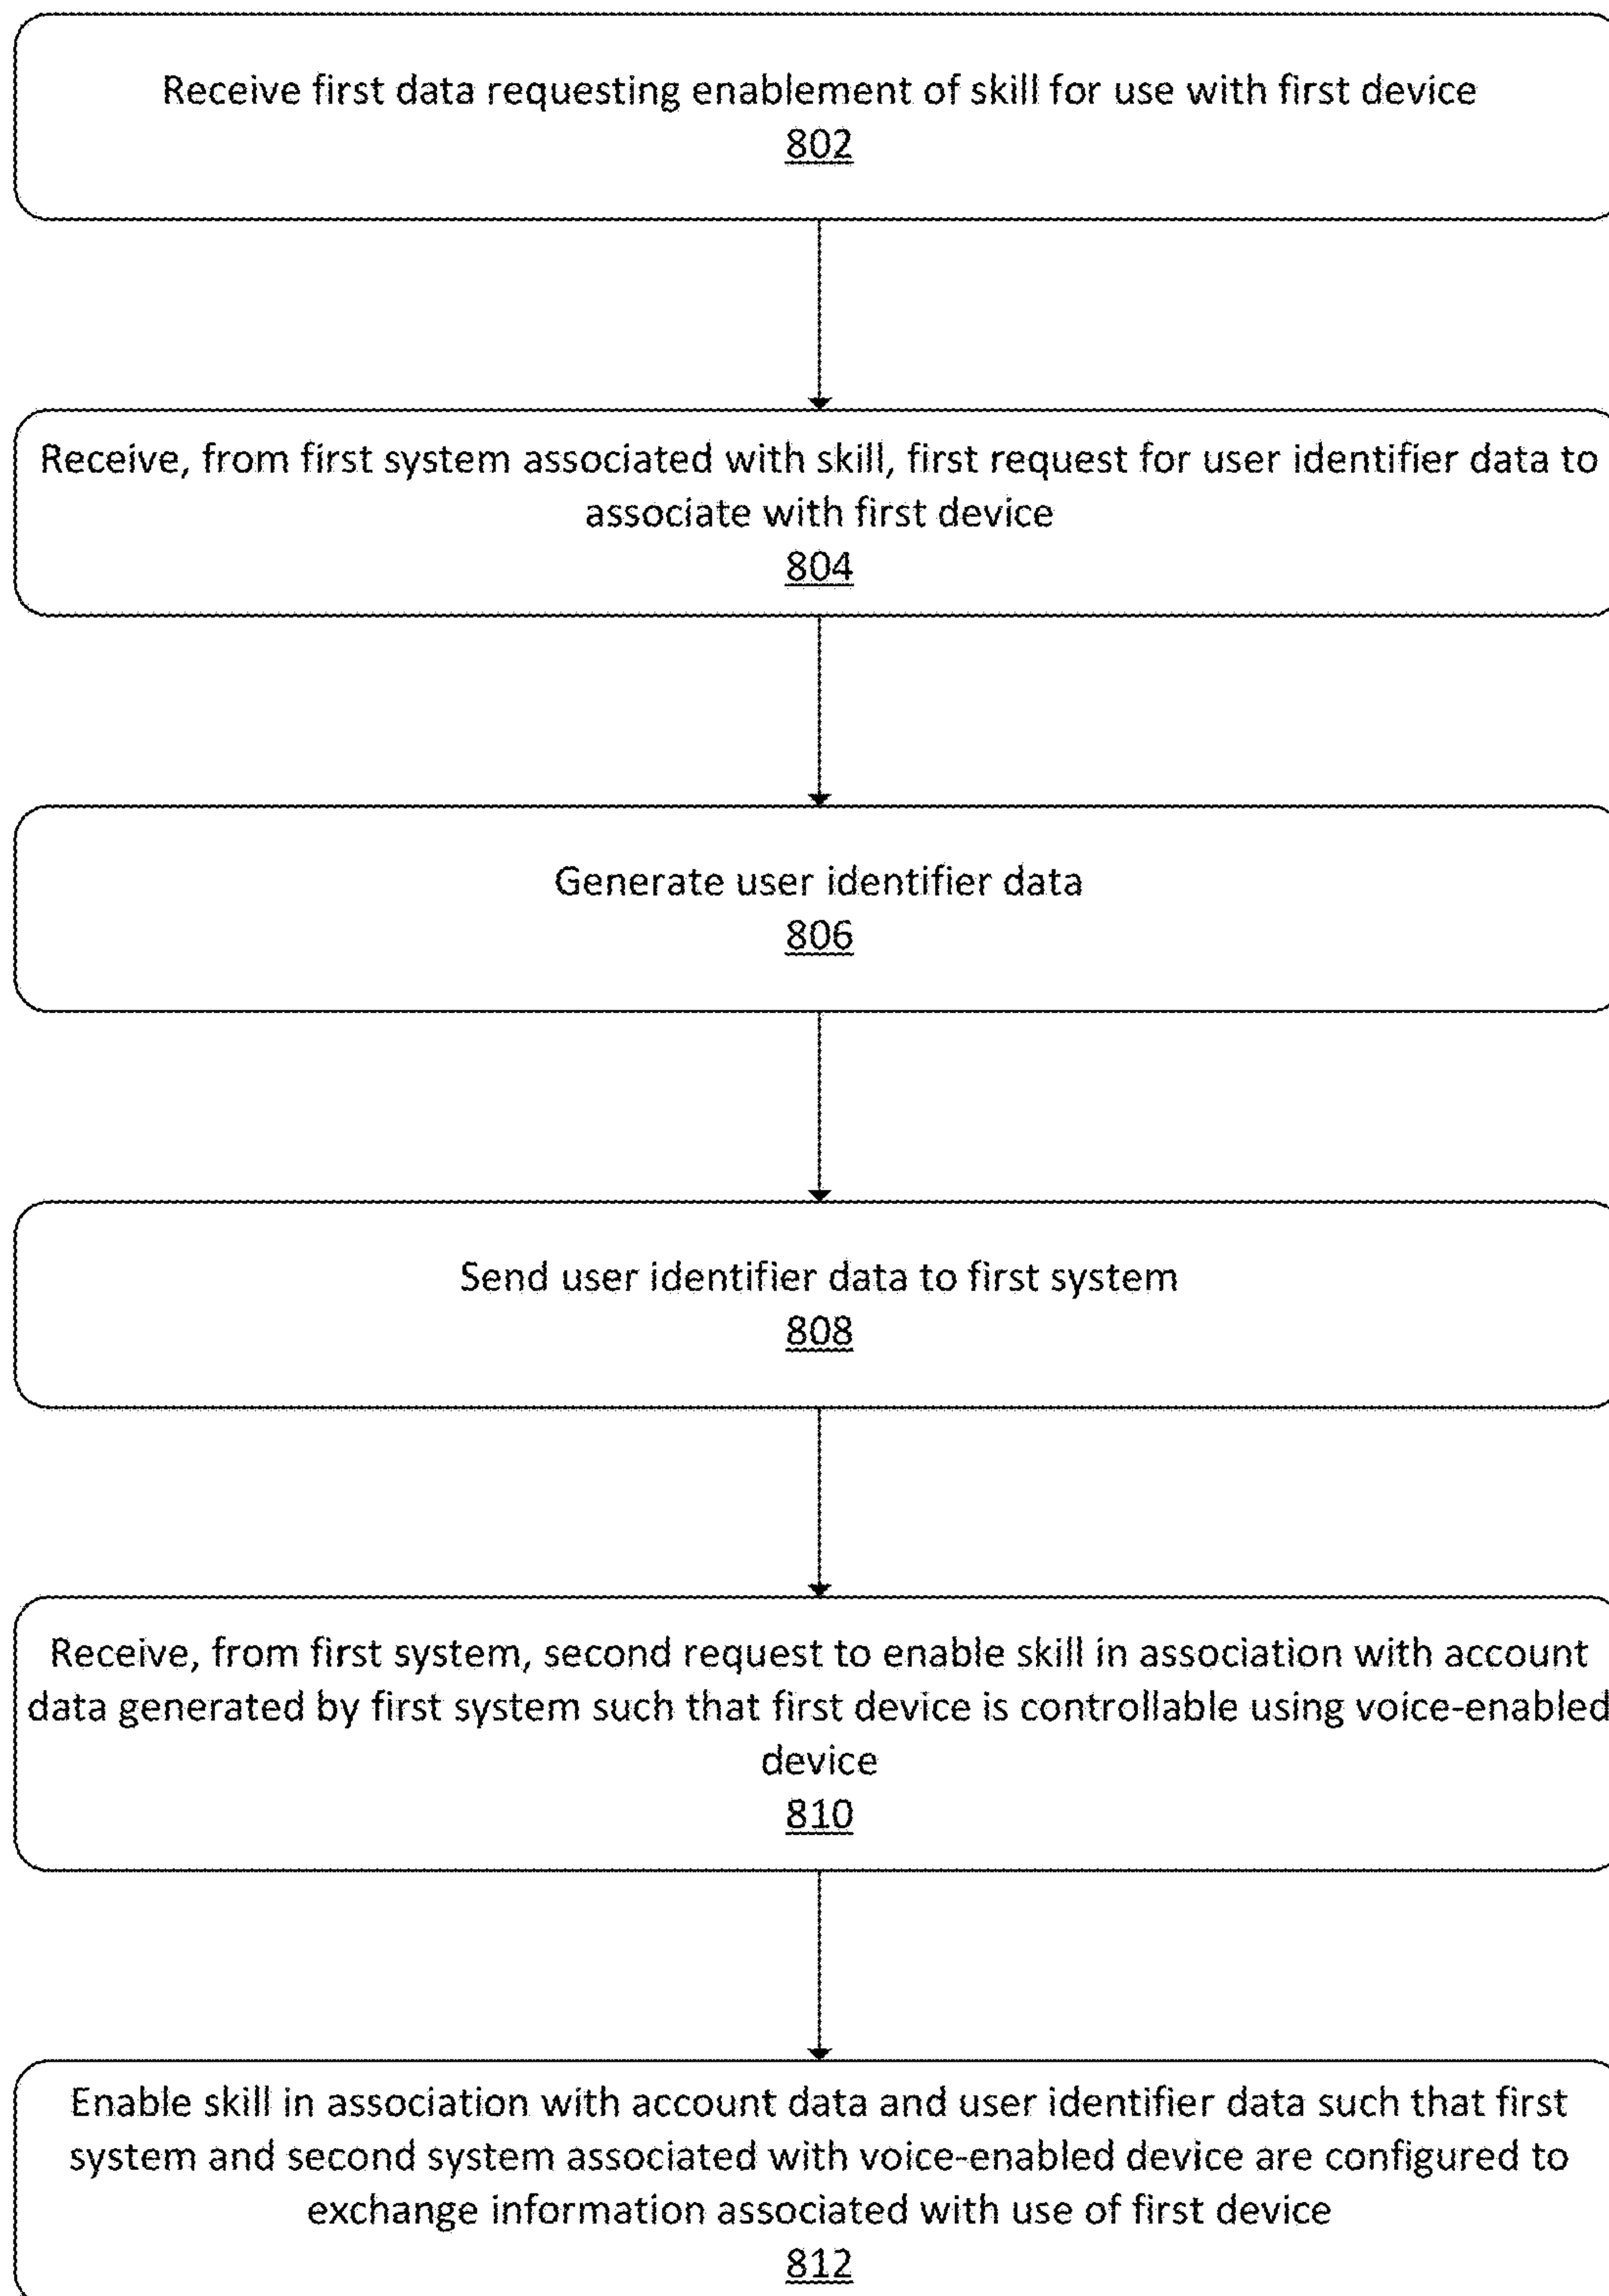 Receive first data requesting enablement of skill for use with first device
802
Receive, from first system associated with skill, first request for user identifier data to
associate with first device
804
Generate user identifier data
806
Send user identifier data to first system
808
Receive, from first system, second request to enable skill in association with account
data generated by first system such that first device is controllable using voice-enabled
device
810
Enable skill in association with account data and user identifier data such that first
system and second system associated with voice-enabled device are configured to
exchange information associated with use of first device
812